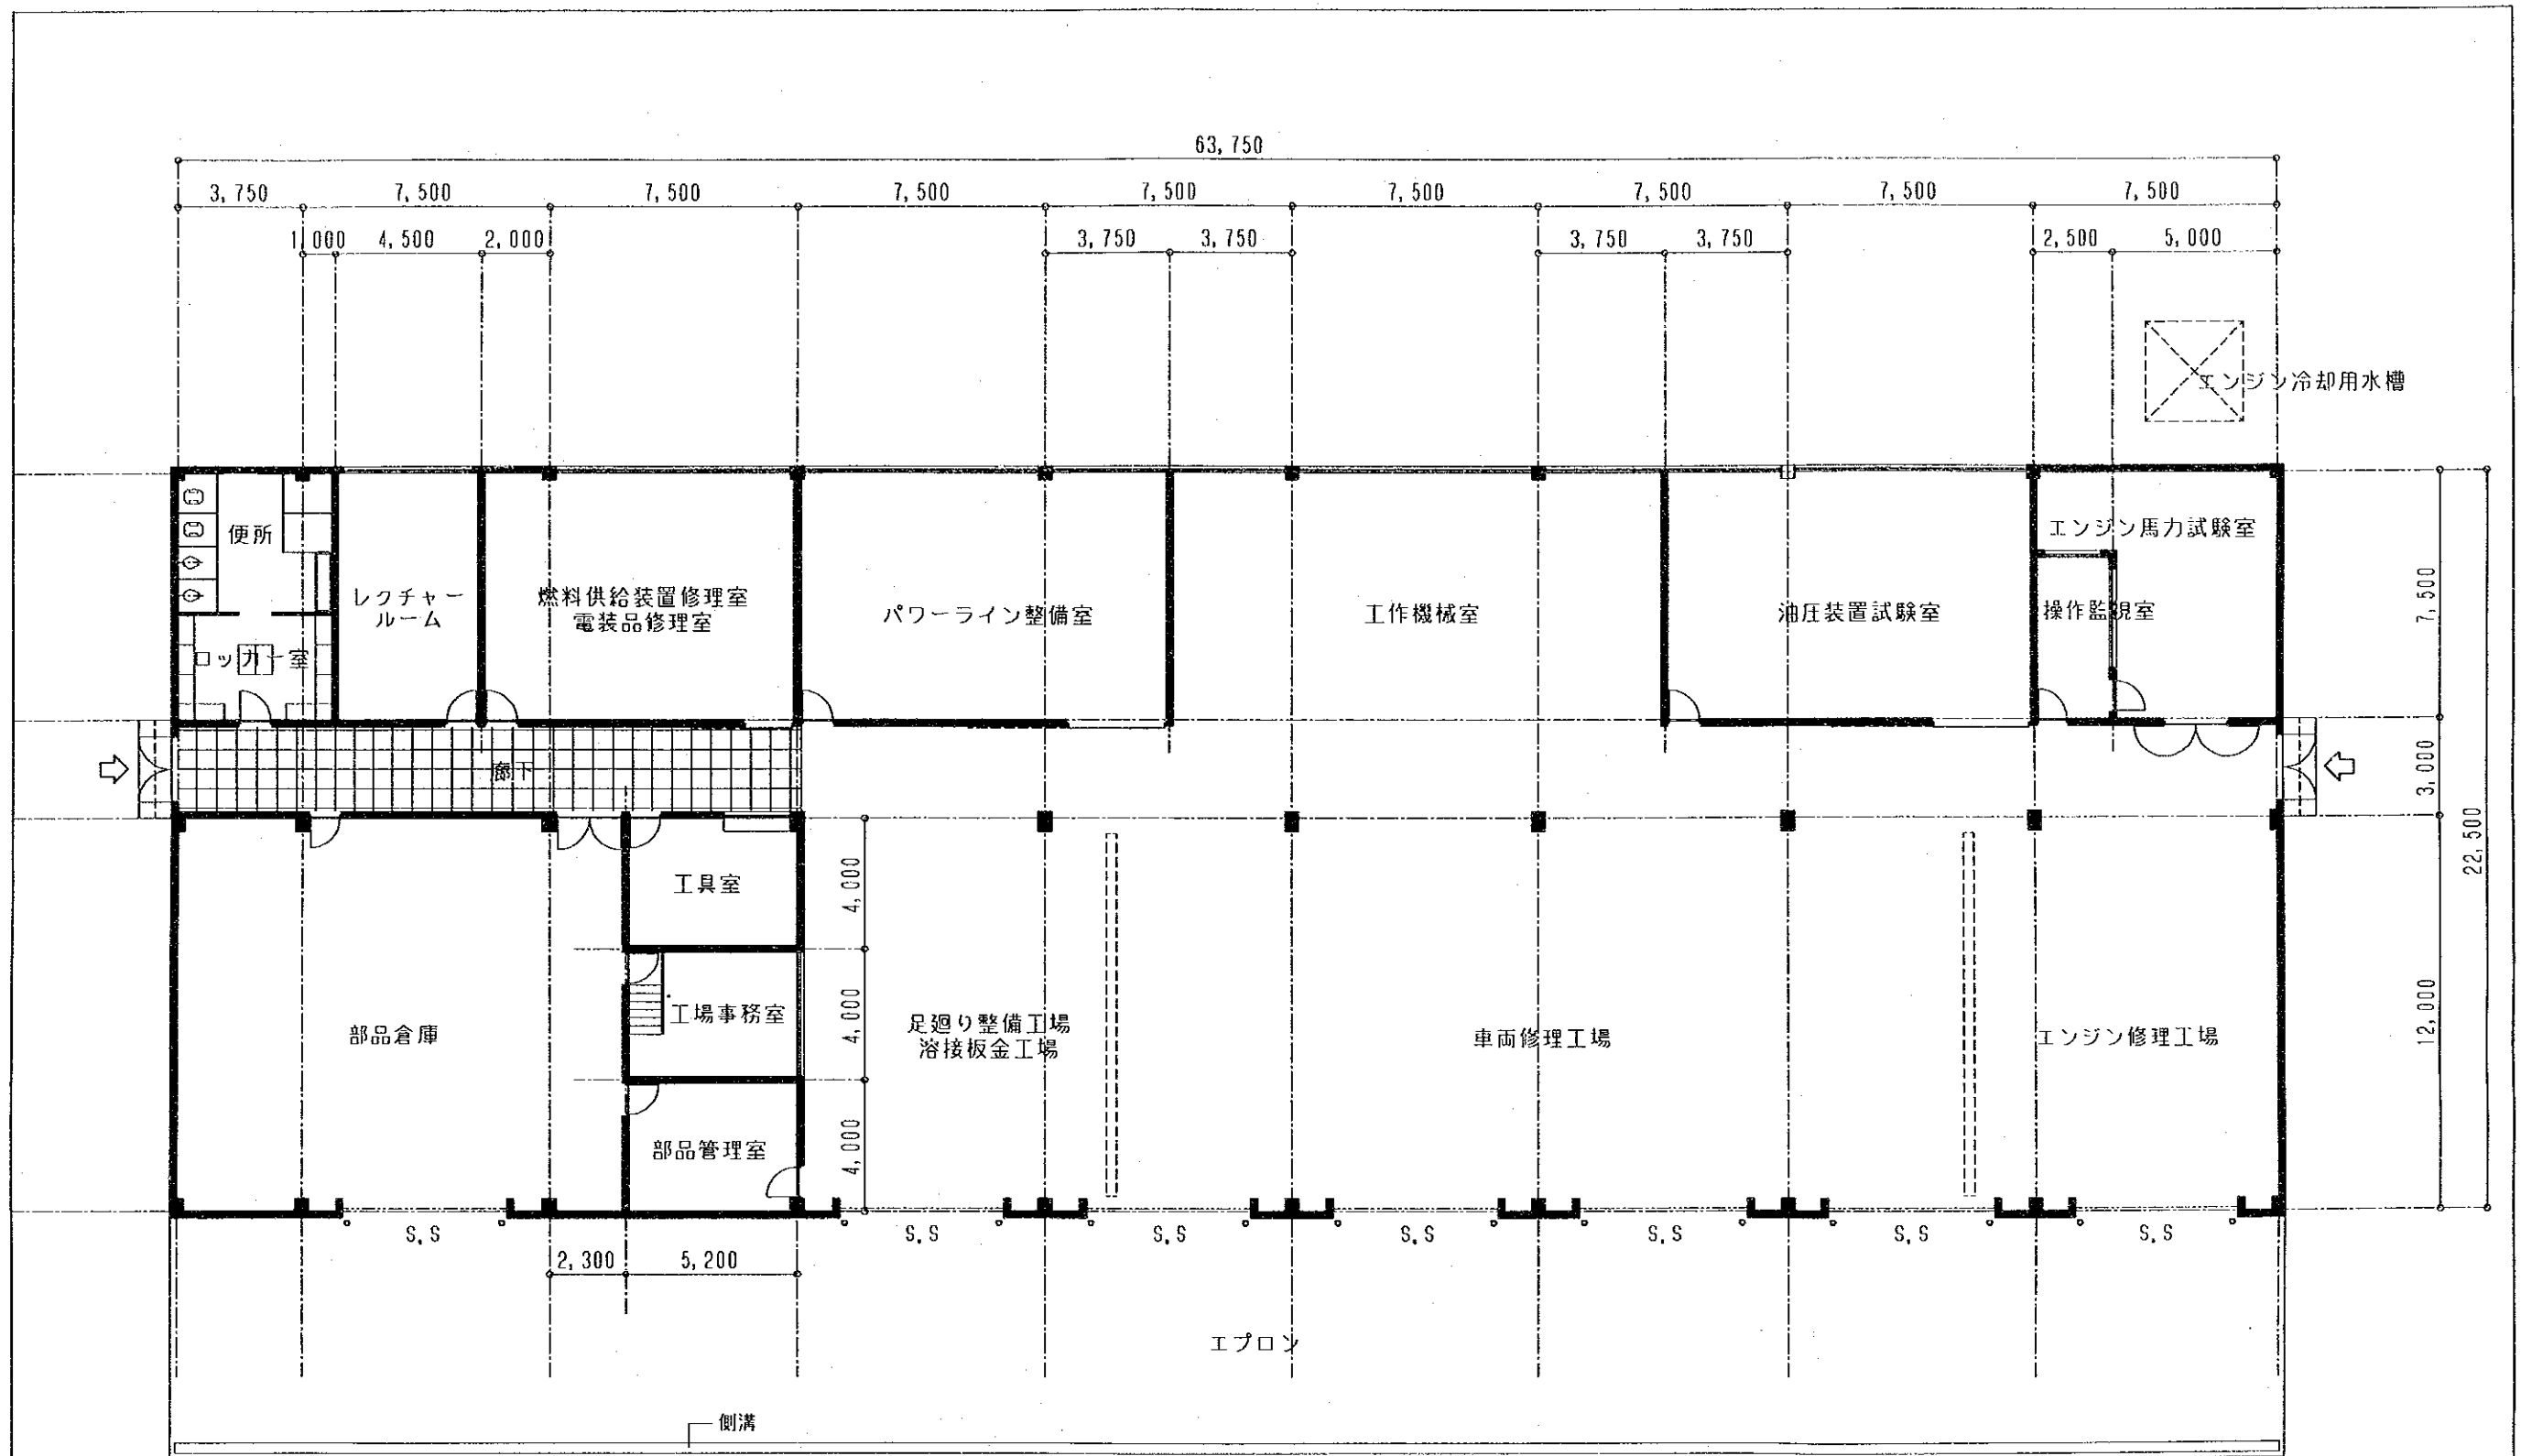 63,750
3,750
7,500
7,500
7,500
7,500
7,500
7,500
7,500
7,500
1,000
4,500
2,000
3,750
3,750
3,750
3,750
2,500
5,000
エンジン冷却用水槽
便所
ロッカー室
レクチャー
ルーム
燃料供給装置修理室
電装品修理室
パワーライン整備室
工作機械室
油圧装置試験室
エンジン馬力試験室
操作監視室
7,500
3,000
22,500
12,000
廊下
工具室
4,000
工場事務室
4,000
部品倉庫
部品管理室
4,000
足廻り整備工場
溶接板金工場
車両修理工場
エンジン修理工場
S.S
S.S
S.S
S.S
S.S
S.S
S.S
2,300
5,200
エプロン
側溝